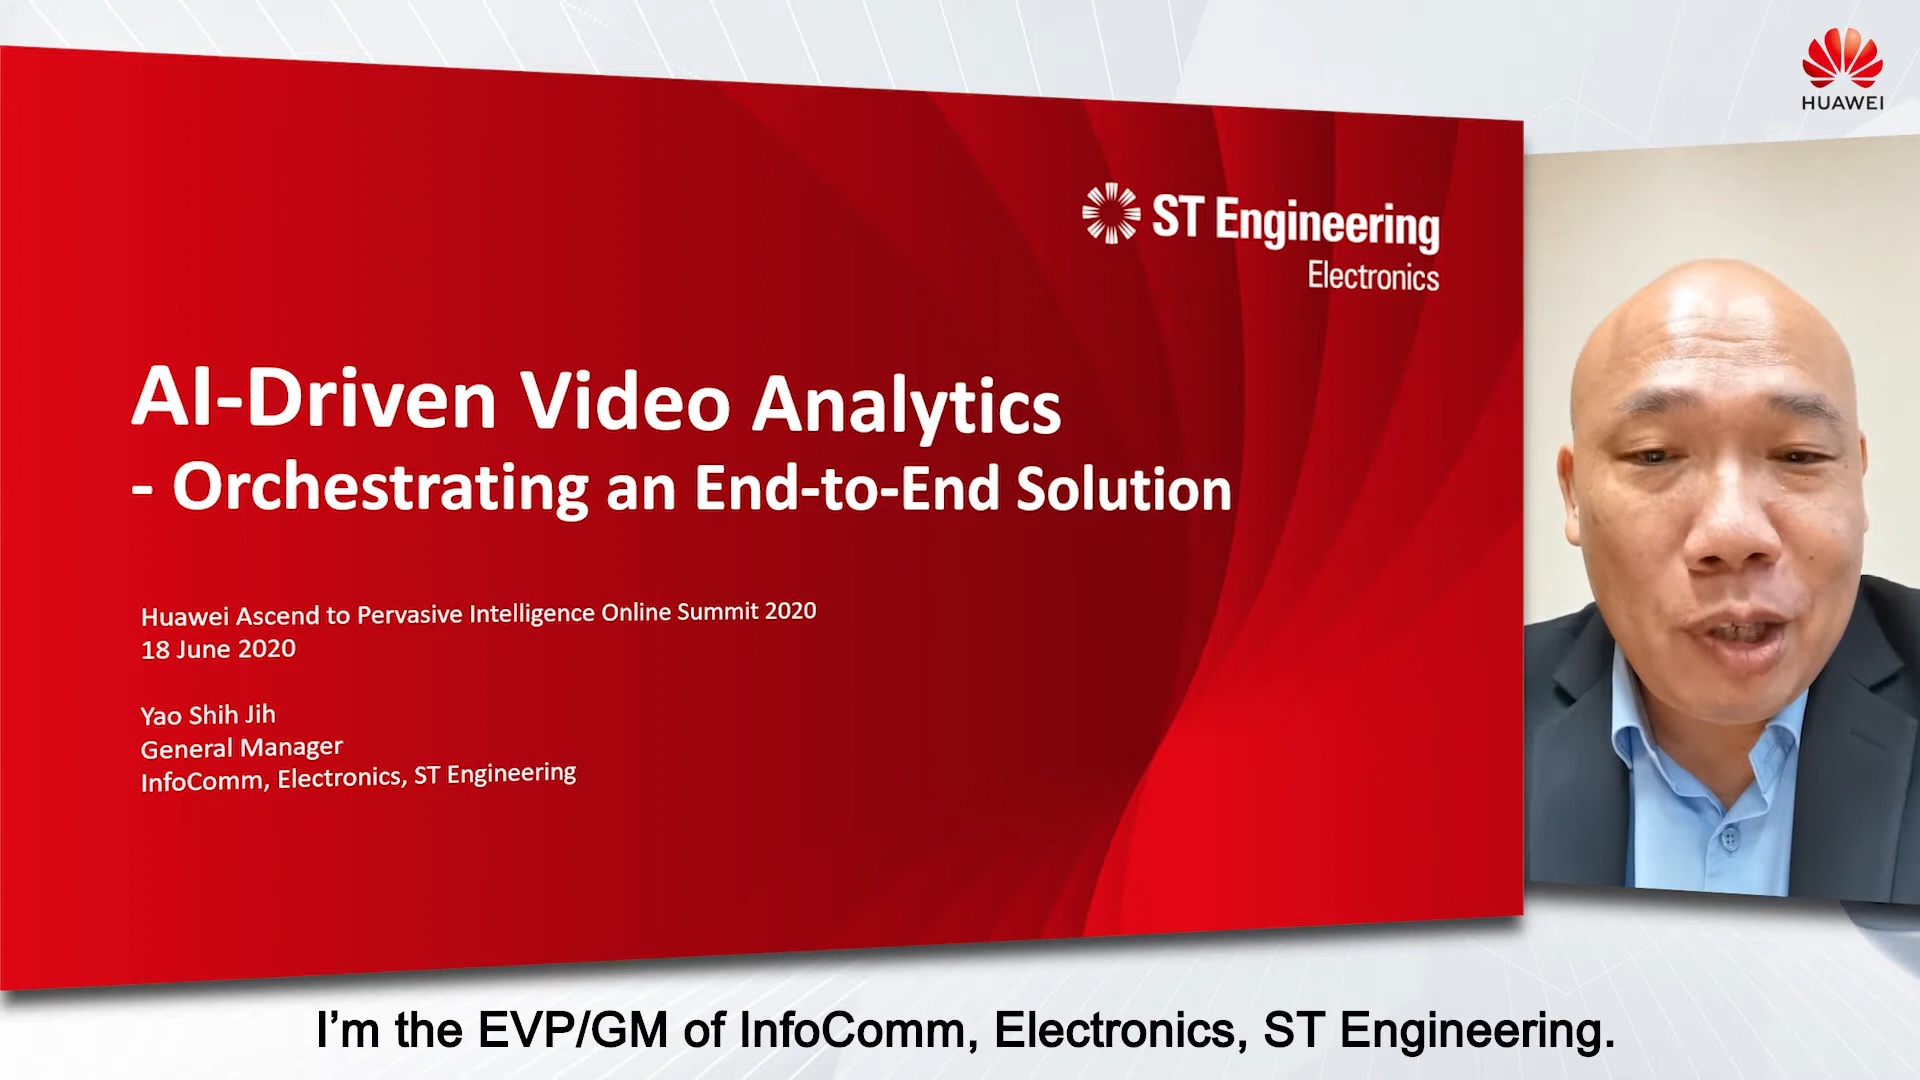 HUAWEI
ST Engineering
Electronics
AI-Driven Video Analytics
- Orchestrating an End-to-End Solution
Huawei Ascend to Pervasive Intelligence Online Summit 2020
18 June 2020
Yao Shih Jih
General Manager
InfoComm, Electronics, ST Engineering
I’m the EVP/GM of InfoComm, Electronics, ST Engineering.